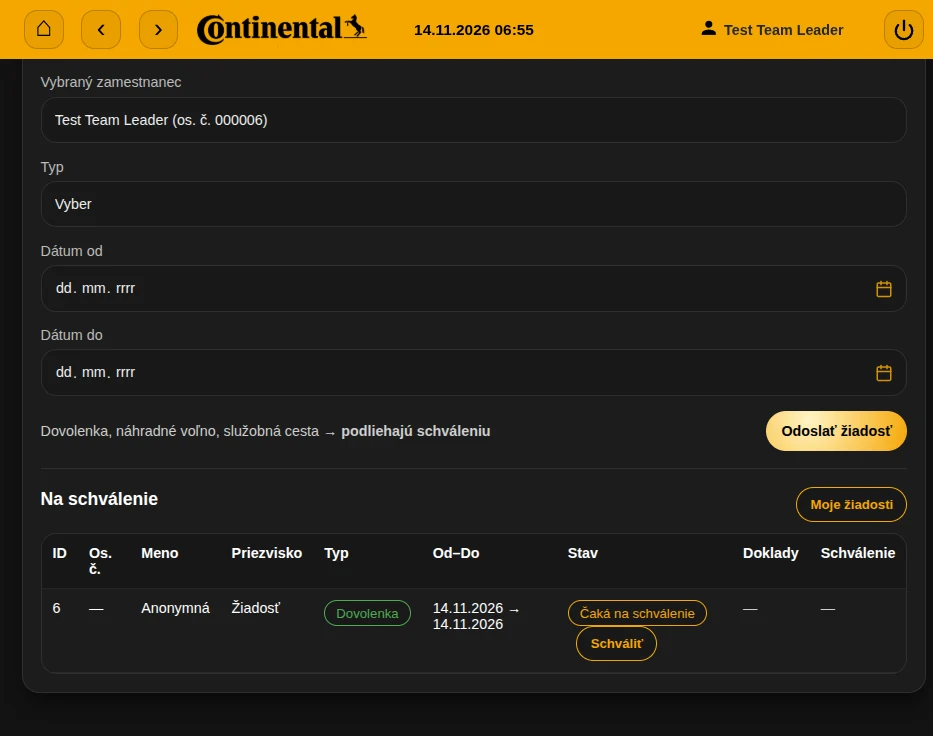 Continental
14.11.2026 06:55
Test Team Leader
Vybraný zamestnanec
Test Team Leader (os. č. 000006)
Typ
Vyber
Dátum od
dd. mm. rrrr
Dátum do
dd. mm. rrrr
Dovolenka, náhradné voľno, služobná cesta → podliehajú schváleniu
Odoslať žiadosť
Na schválenie
Moje žiadosti
ID Os. č. Meno Priezvisko Typ Od–Do Stav Doklady Schválenie
6 — Anonymná Žiadosť Dovolenka 14.11.2026 → 14.11.2026 Čaká na schválenie — —
Schváliť